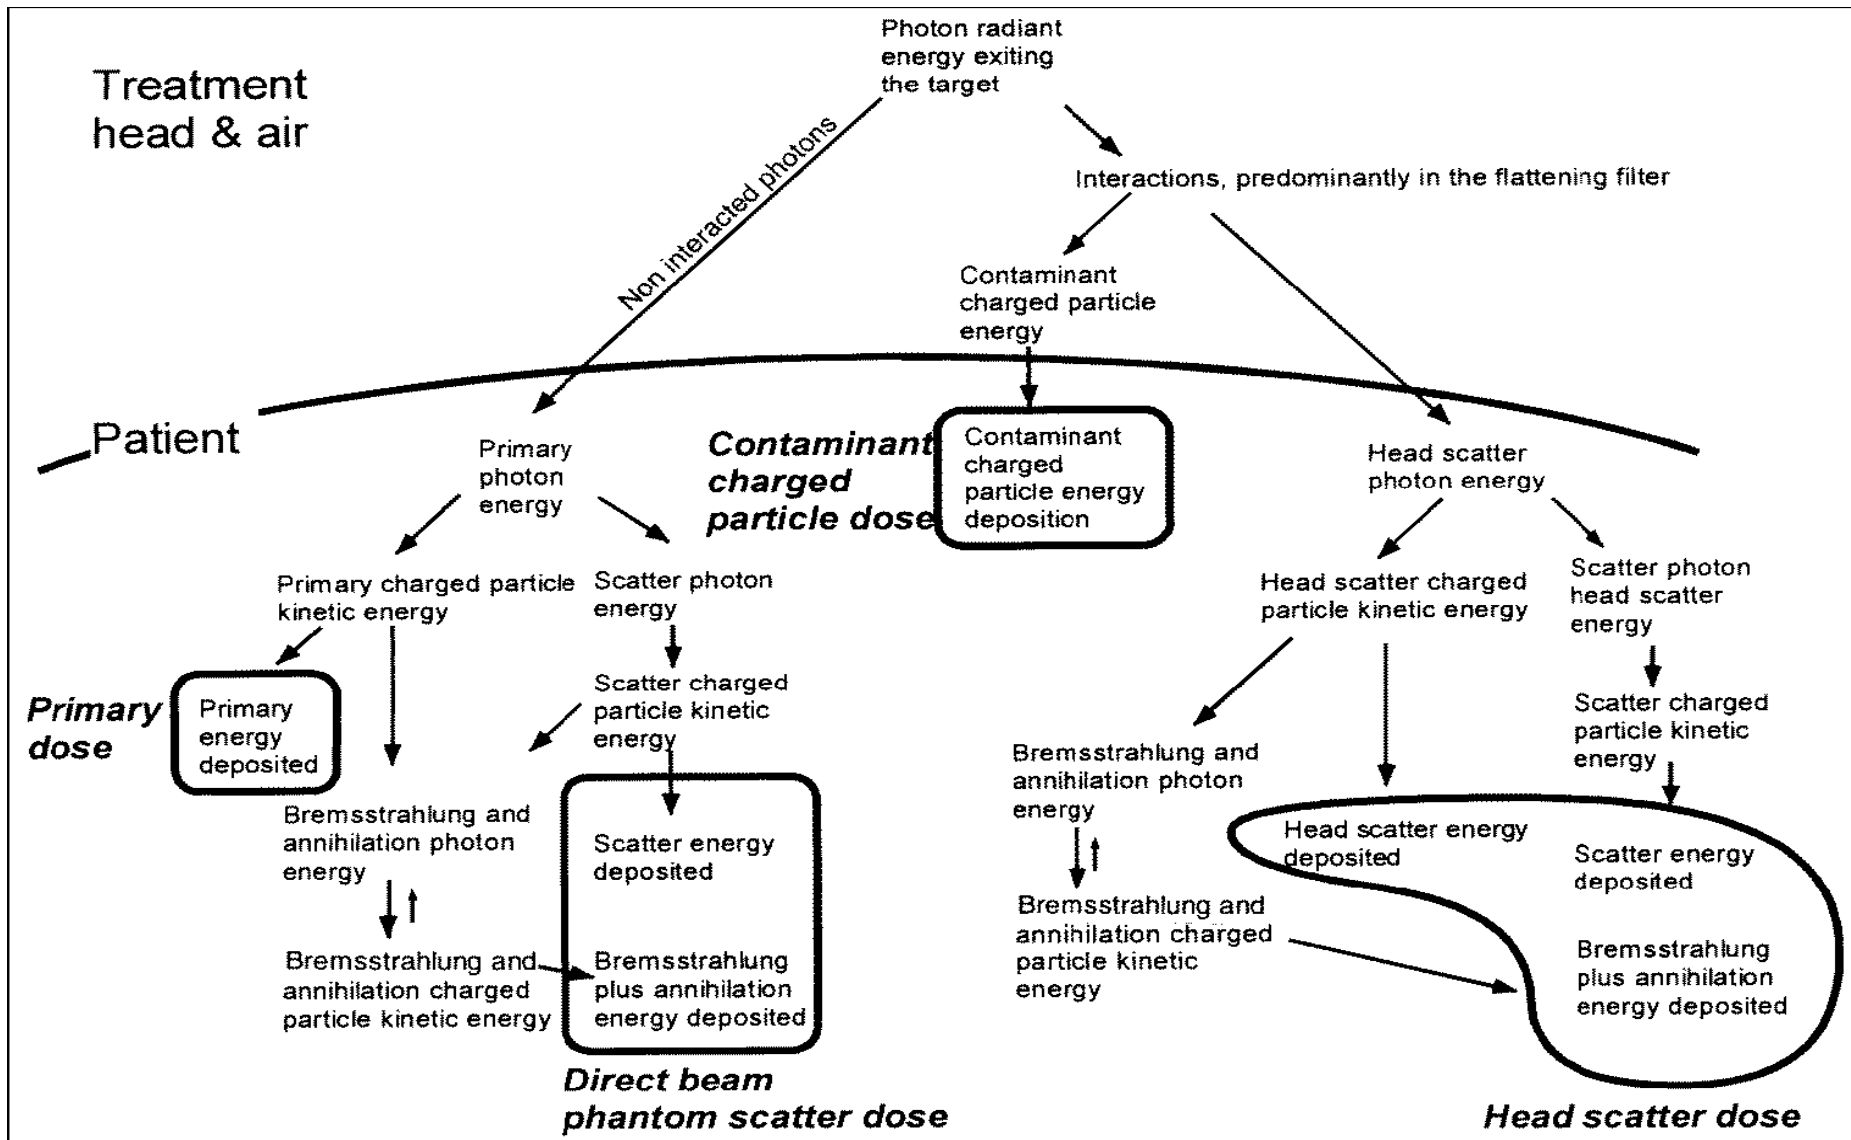 Photon radiant
energy exiting
the target
Treatment
head & air
Non interacted photons
Interactions, predominantly in the flattening filter
Contaminant
charged particle
energy
Patient
Primary
photon
energy
Contaminant
charged
particle dose
Contaminant
charged
particle energy
deposition
Head scatter
photon energy
Primary charged particle
kinetic energy
Scatter photon
energy
Head scatter charged
particle kinetic energy
Scatter photon
head scatter
energy
Primary
dose
Primary
energy
deposited
Scatter charged
particle kinetic
energy
Scatter charged
particle kinetic
energy
Bremsstrahlung and
annihilation photon
energy
Bremsstrahlung and
annihilation photon
energy
Scatter energy
deposited
Head scatter energy
deposited
Scatter energy
deposited
Bremsstrahlung and
annihilation charged
particle kinetic energy
Bremsstrahlung
plus annihilation
energy deposited
Bremsstrahlung and
annihilation charged
particle kinetic
energy
Bremsstrahlung
plus annihilation
energy deposited
Direct beam
phantom scatter dose
Head scatter dose